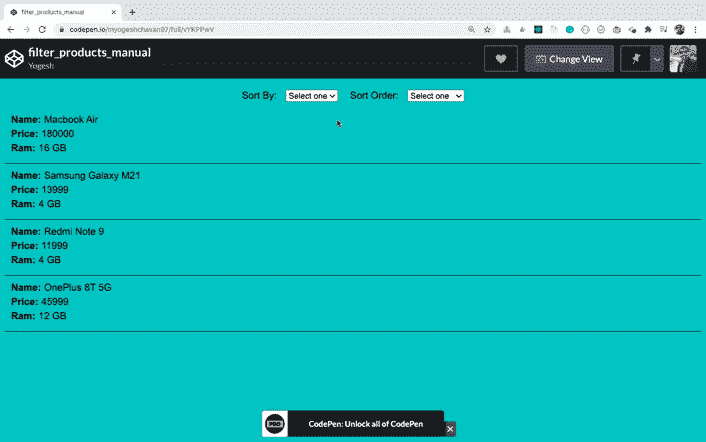 filter_products_manual
codepen.io/myogeshchavan97/full/vYKPPwV
filter_products_manual
Yogesh
Change View
Sort By: Select one Sort Order: Select one
Name: Macbook Air
Price: 180000
Ram: 16 GB
Name: Samsung Galaxy M21
Price: 13999
Ram: 4 GB
Name: Redmi Note 9
Price: 11999
Ram: 4 GB
Name: OnePlus 8T 5G
Price: 45999
Ram: 12 GB
PRO CodePen: Unlock all of CodePen